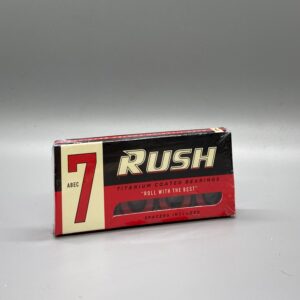 ABEC
7
RUSH
TITANIUM COATED BEARINGS
"ROLL WITH THE BEST"
SPACERS INCLUDED